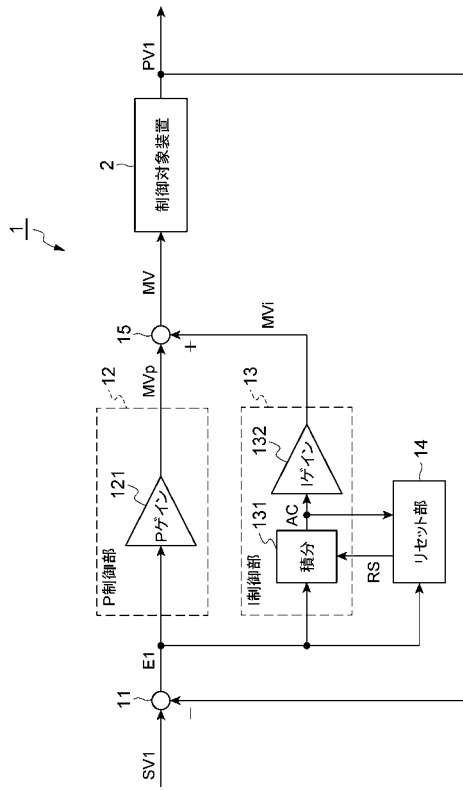 1
SV1
11
−
E1
P制御部
12
121
Pゲイン
MVp
I制御部
13
131
積分
AC
132
Iゲイン
MVi
RS
14
リセット部
15
+
MV
2
制御対象装置
PV1